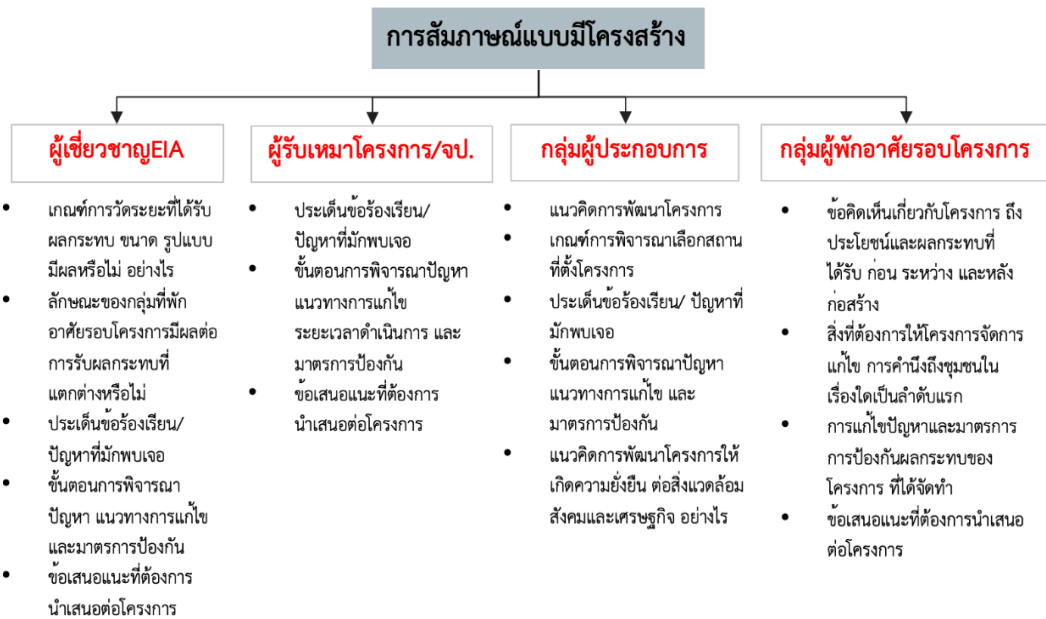 การสัมภาษณ์แบบมีโครงสร้าง
ผู้เชี่ยวชาญEIA
• เกณฑ์การวัดระยะที่ได้รับ
ผลกระทบ ขนาด รูปแบบ
มีผลหรือไม่ อย่างไร
• ลักษณะของกลุ่มที่พัก
อาศัยรอบโครงการมีผลต่อ
การรับผลกระทบที่
แตกต่างหรือไม่
• ประเด็นข้อร้องเรียน/
ปัญหาที่มักพบเจอ
• ขั้นตอนการพิจารณา
ปัญหา แนวทางการแก้ไข
และมาตรการป้องกัน
• ข้อเสนอแนะที่ต้องการ
นำเสนอต่อโครงการ
ผู้รับเหมาโครงการ/จป.
• ประเด็นข้อร้องเรียน/
ปัญหาที่มักพบเจอ
• ขั้นตอนการพิจารณาปัญหา
แนวทางการแก้ไข
ระยะเวลาดำเนินการ และ
มาตรการป้องกัน
• ข้อเสนอแนะที่ต้องการ
นำเสนอต่อโครงการ
กลุ่มผู้ประกอบการ
• แนวคิดการพัฒนาโครงการ
• เกณฑ์การพิจารณาเลือกสถาน
ที่ตั้งโครงการ
• ประเด็นข้อร้องเรียน/ ปัญหาที่
มักพบเจอ
• ขั้นตอนการพิจารณาปัญหา
แนวทางการแก้ไข และ
มาตรการป้องกัน
• แนวคิดการพัฒนาโครงการให้
เกิดความยั่งยืน ต่อสิ่งแวดล้อม
สังคมและเศรษฐกิจ อย่างไร
กลุ่มผู้พักอาศัยรอบโครงการ
• ข้อคิดเห็นเกี่ยวกับโครงการ ถึง
ประโยชน์และผลกระทบที่
ได้รับ ก่อน ระหว่าง และหลัง
ก่อสร้าง
• สิ่งที่ต้องการให้โครงการจัดการ
แก้ไข การคำนึงถึงชุมชนใน
เรื่องใดเป็นลำดับแรก
• การแก้ไขปัญหาและมาตรการ
การป้องกันผลกระทบของ
โครงการ ที่ได้จัดทำ
• ข้อเสนอแนะที่ต้องการนำเสนอ
ต่อโครงการ